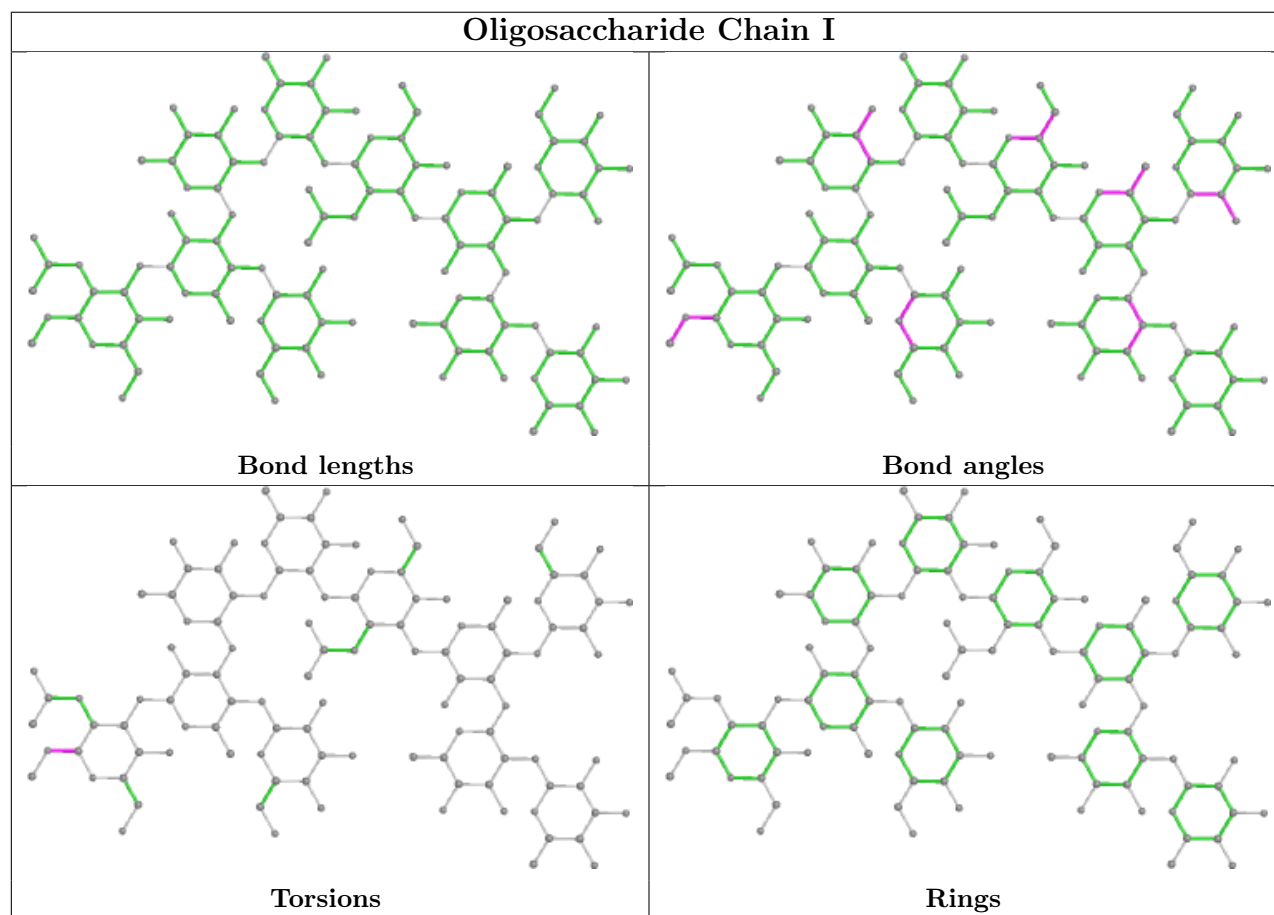 Oligosaccharide Chain I
Bond lengths
Bond angles
Torsions
Rings